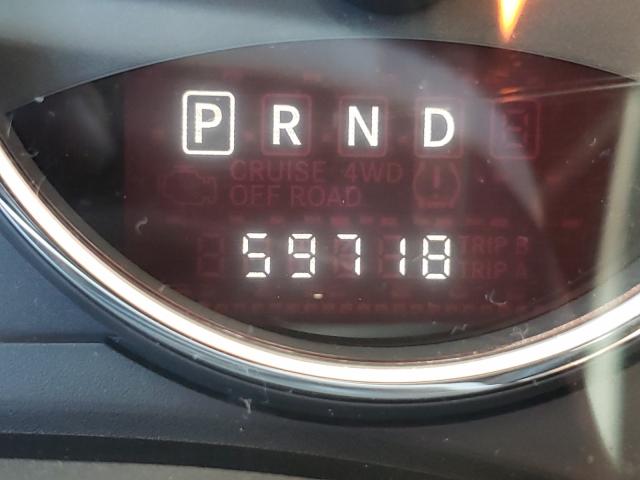 P R N D
CRUISE 4WD
OFF ROAD
59718
TRIP B
TRIP A